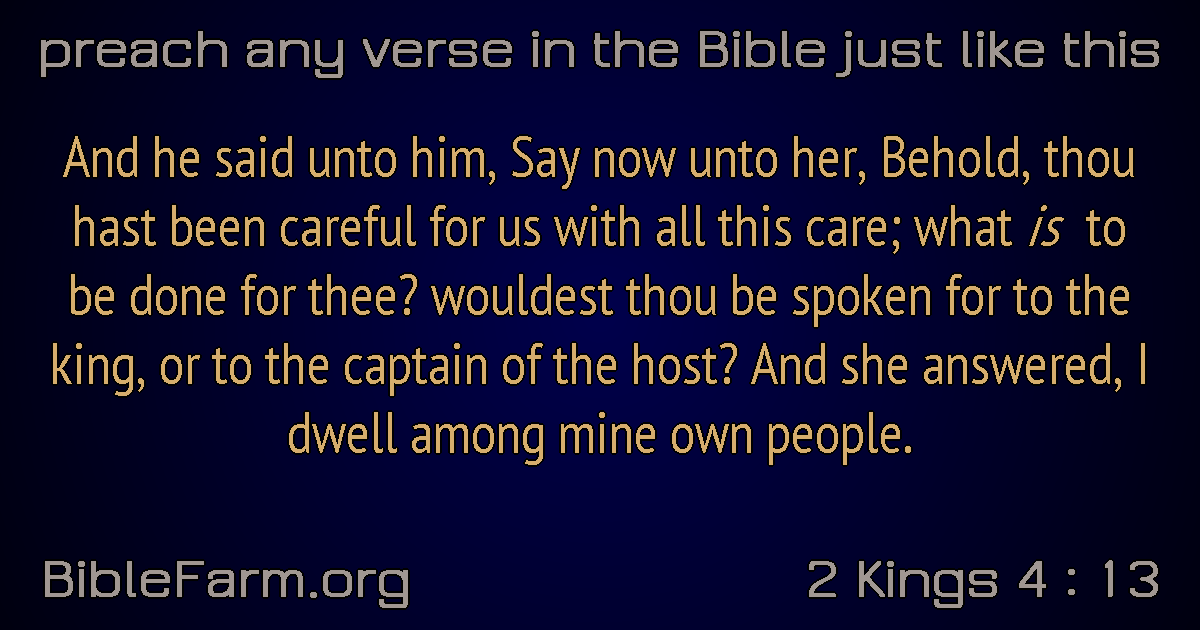 preach any verse in the Bible just like this
And he said unto him, Say now unto her, Behold, thou
hast been careful for us with all this care; what is to
be done for thee? wouldest thou be spoken for to the
king, or to the captain of the host? And she answered, I
dwell among mine own people.
BibleFarm.org
2 Kings 4 : 13